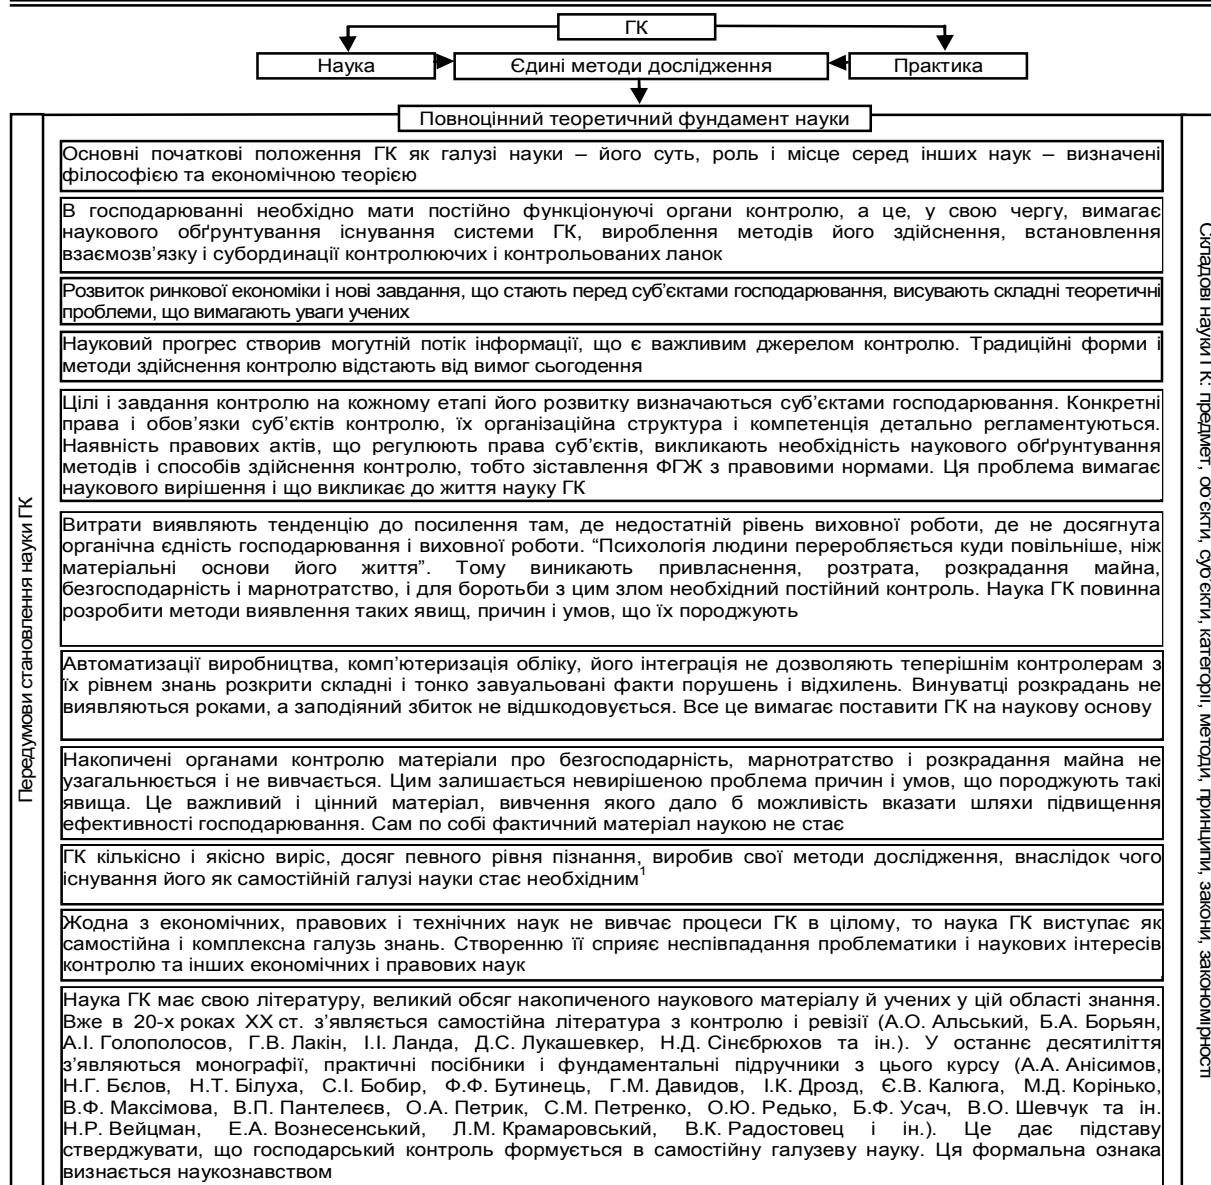 ГК
Наука
Єдині методи дослідження
Практика
Повноцінний теоретичний фундамент науки
Передумови становлення науки ГК
Основні початкові положення ГК як галузі науки – його суть, роль і місце серед інших наук – визначені
філософією та економічною теорією
В господарюванні необхідно мати постійно функціонуючі органи контролю, а це, у свою чергу, вимагає
наукового обґрунтування існування системи ГК, вироблення методів його здійснення, встановлення
взаємозв’язку і субординації контролюючих і контрольованих ланок
Розвиток ринкової економіки і нові завдання, що стають перед суб’єктами господарювання, висувають складні теоретичні
проблеми, що вимагають уваги учених
Науковий прогрес створив могутній потік інформації, що є важливим джерелом контролю. Традиційні форми і
методи здійснення контролю відстають від вимог сьогодення
Цілі і завдання контролю на кожному етапі його розвитку визначаються суб’єктами господарювання. Конкретні
права і обов’язки суб’єктів контролю, їх організаційна структура і компетенція детально регламентуються.
Наявність правових актів, що регулюють права суб’єктів, викликають необхідність наукового обґрунтування
методів і способів здійснення контролю, тобто зіставлення ФГЖ з правовими нормами. Ця проблема вимагає
наукового вирішення і що викликає до життя науку ГК
Витрати виявляють тенденцію до посилення там, де недостатній рівень виховної роботи, де не досягнута
органічна єдність господарювання і виховної роботи. “Психологія людини переробляється куди повільніше, ніж
матеріальні основи його життя”. Тому виникають привласнення, розтрата, розкрадання майна,
безгосподарність і марнотратство, і для боротьби з цим злом необхідний постійний контроль. Наука ГК повинна
розробити методи виявлення таких явищ, причин і умов, що їх породжують
Автоматизації виробництва, комп’ютеризація обліку, його інтеграція не дозволяють теперішнім контролерам з
їх рівнем знань розкрити складні і тонко завуальовані факти порушень і відхилень. Винуватці розкрадань не
виявляються роками, а заподіяний збиток не відшкодовується. Все це вимагає поставити ГК на наукову основу
Накопичені органами контролю матеріали про безгосподарність, марнотратство і розкрадання майна не
узагальнюється і не вивчається. Цим залишається невирішеною проблема причин і умов, що породжують такі
явища. Це важливий і цінний матеріал, вивчення якого дало б можливість вказати шляхи підвищення
ефективності господарювання. Сам по собі фактичний матеріал наукою не стає
ГК кількісно і якісно виріс, досяг певного рівня пізнання, виробив свої методи дослідження, внаслідок чого
існування його як самостійній галузі науки стає необхідним¹
Жодна з економічних, правових і технічних наук не вивчає процеси ГК в цілому, то наука ГК виступає як
самостійна і комплексна галузь знань. Створенню її сприяє неспівпадання проблематики і наукових інтересів
контролю та інших економічних і правових наук
Наука ГК має свою літературу, великий обсяг накопиченого наукового матеріалу й учених у цій області знання.
Вже в 20-х роках ХХ ст. з’являється самостійна література з контролю і ревізії (А.О. Альський, Б.А. Борьян,
А.І. Голополосов, Г.В. Лакін, І.І. Ланда, Д.С. Лукашевкер, Н.Д. Сінєбрюхов та ін.). У останнє десятиліття
з’являються монографії, практичні посібники і фундаментальні підручники з цього курсу (А.А. Анісимов,
Н.Г. Бєлов, Н.Т. Білуха, С.І. Бобир, Ф.Ф. Бутинець, Г.М. Давидов, І.К. Дрозд, Є.В. Калюга, М.Д. Корінько,
В.Ф. Максімова, В.П. Пантелеєв, О.А. Петрик, С.М. Петренко, О.Ю. Редько, Б.Ф. Усач, В.О. Шевчук та ін.
Н.Р. Вейцман, Е.А. Вознесенський, Л.М. Крамаровський, В.К. Радостовец і ін.). Це дає підставу
стверджувати, що господарський контроль формується в самостійну галузеву науку. Ця формальна ознака
визнається наукознавством
Складові науки ГК: предмет, об’єкти, суб’єкти, категорії, методи, принципи, закони, закономірності